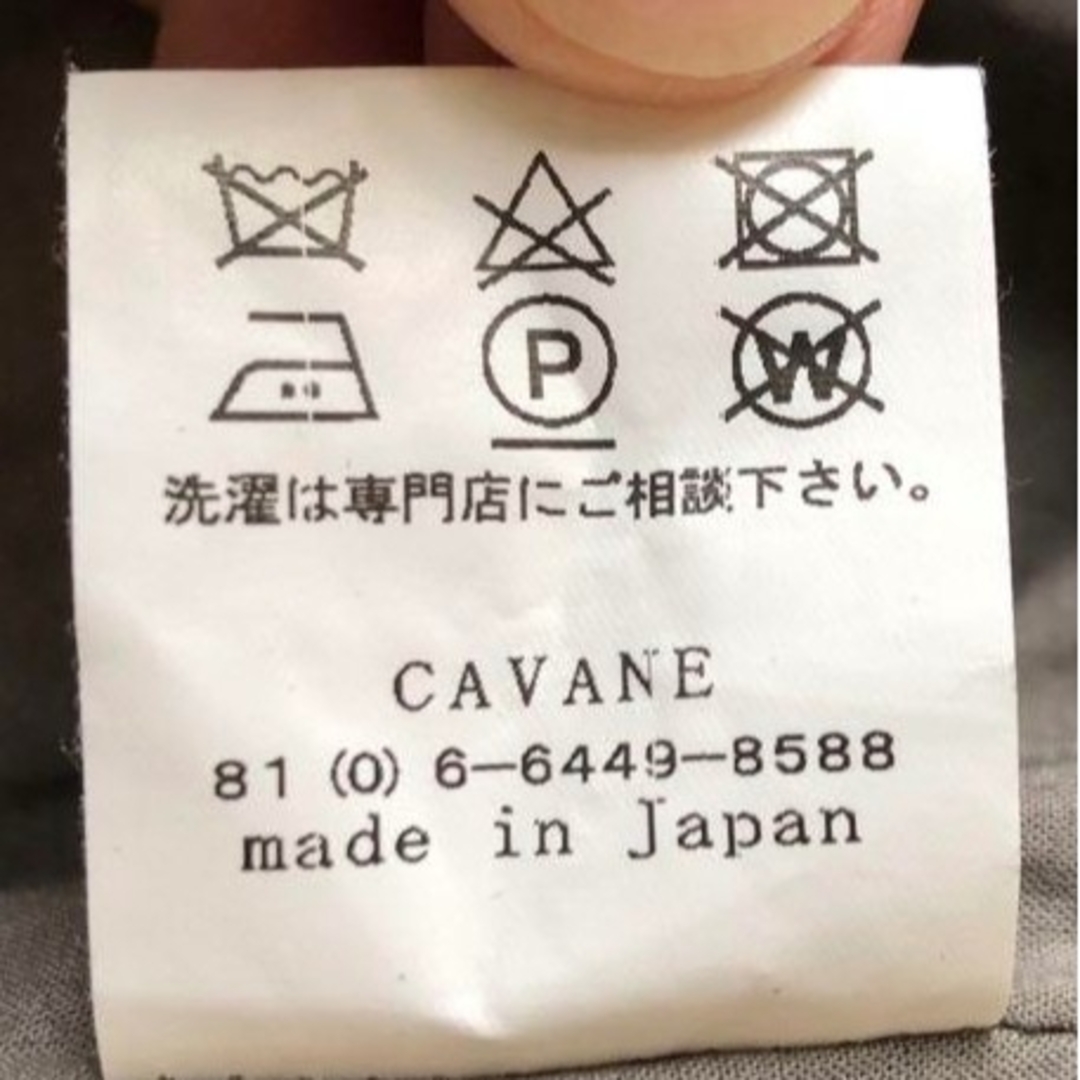 P
W
洗濯は専門店にご相談下さい。
CAVANE
81 (0) 6-6449-8588
made in Japan